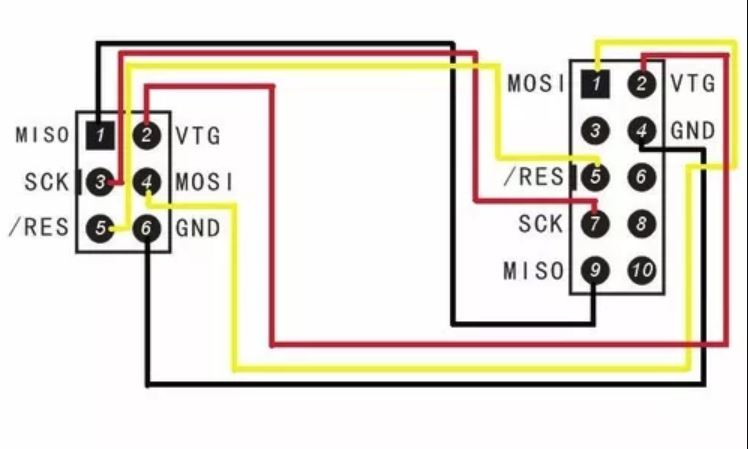 MISO 1 2 VTG
SCK 3 4 MOSI
/RES 5 6 GND
MOSI 1 2 VTG
3 4 GND
/RES 5 6
SCK 7 8
MISO 9 10